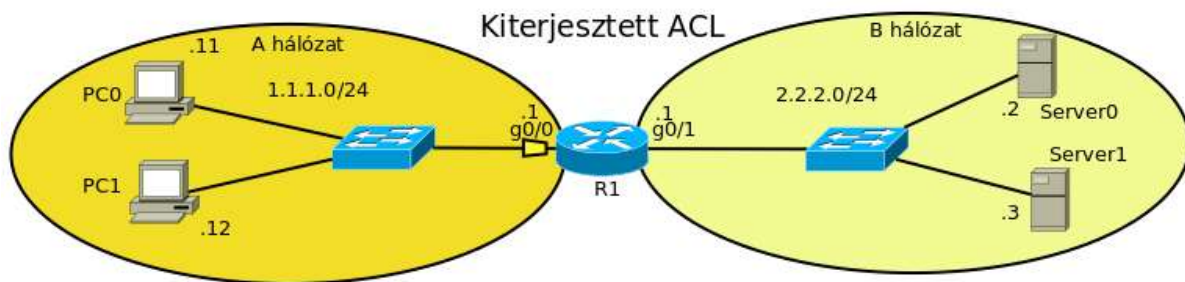 Kiterjesztett ACL
A hálózat
.11
PC0
1.1.1.0/24
.1
g0/0
PC1
.12
R1
.1
g0/1
B hálózat
2.2.2.0/24
.2
Server0
Server1
.3